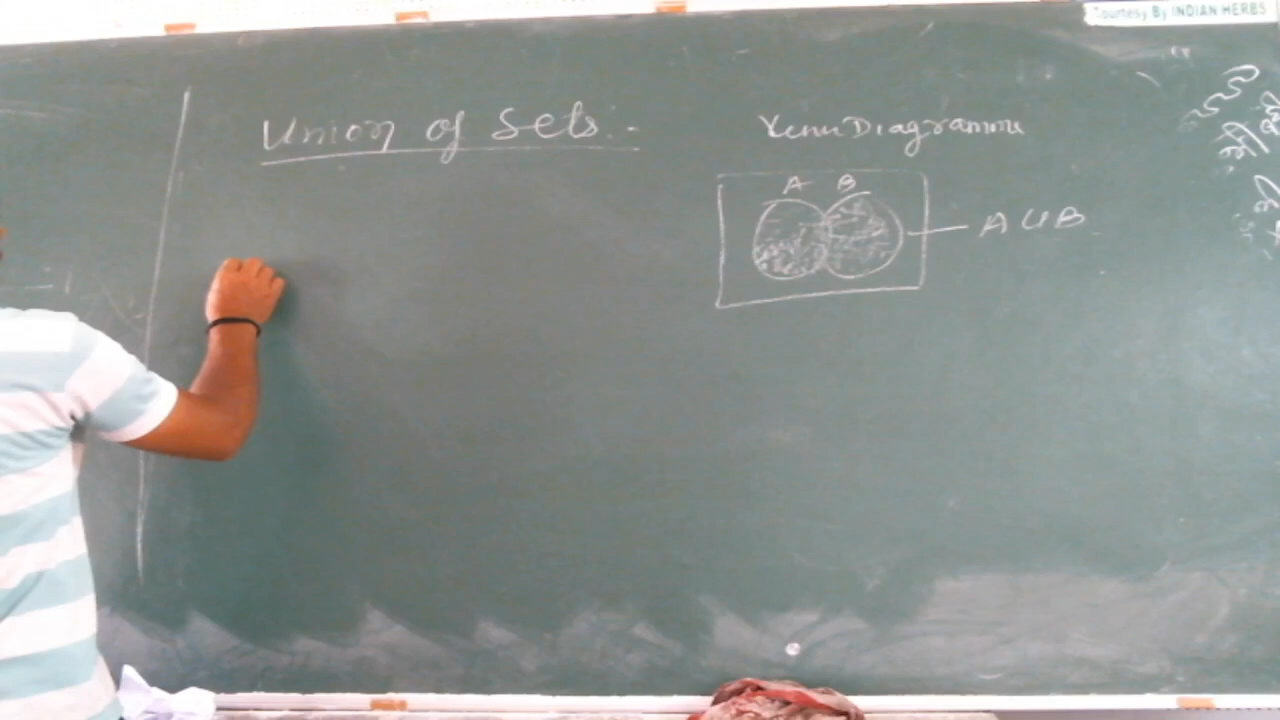 Courtesy By INDIAN HERBS
Union of Sets:-
Venn Diagramme
A B
A U B